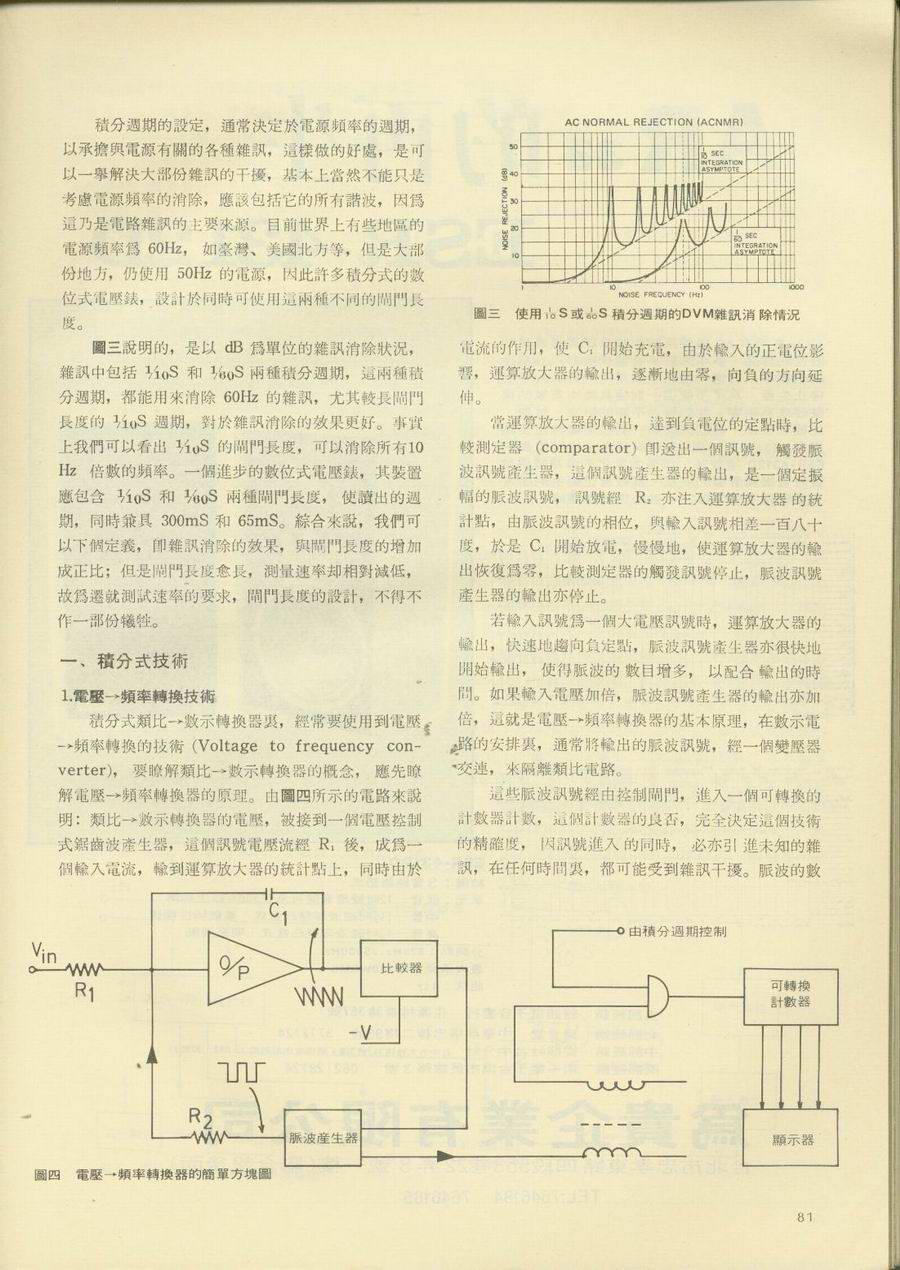 積分週期的設定，通常決定於電源頻率的週期，
以承擔與電源有關的各種雜訊，這樣做的好處，是可
以一舉解決大部份雜訊的干擾，基本上當然不能只是
考慮電源頻率的消除，應該包括它的所有諧波，因爲
這乃是電路雜訊的主要來源。目前世界上有些地區的
電源頻率爲 60Hz， 如臺灣、美國北方等，但是大部
份地方，仍使用 50Hz 的電源，因此許多積分式的數
位式電壓錶，設計於同時可使用這兩種不同的閘門長
度。
圖三說明的，是以 dB 爲單位的雜訊消除狀況，
雜訊中包括 1/10S 和 1/60S 兩種積分週期，這兩種積
分週期，都能用來消除 60Hz 的雜訊，尤其較長閘門
長度的 1/10S 週期，對於雜訊消除的效果更好。事實
上我們可以看出 1/10S 的閘門長度，可以消除所有10
Hz 倍數的頻率。一個進步的數位式電壓錶，其裝置
應包含 1/10S 和 1/60S 兩種閘門長度， 使讀出的週
期，同時兼具 300mS 和 65mS。綜合來說，我們可
以下個定義，卽雜訊消除的效果，與閘門長度的增加
成正比；但是閘門長度愈長，測量速率却相對減低，
故爲遷就測試速率的要求，閘門長度的設計，不得不
作一部份犧牲。
一、積分式技術
1.電壓→頻率轉換技術
積分式類比→數示轉換器裏，經常要使用到電壓
→頻率轉換的技術 (Voltage to frequency con-
verter)， 要瞭解類比→數示轉換器的概念， 應先瞭
解電壓→頻率轉換器的原理。由圖四所示的電路來說
明：類比→數示轉換器的電壓，被接到一個電壓控制
式鋸齒波產生器，這個訊號電壓流經 R1 後，成爲一
個輸入電流，輸到運算放大器的統計點上，同時由於
AC NORMAL REJECTION (ACNMR)
NOISE REJECTION (dB)
50
40
30
20
10
1/10 SEC
INTEGRATION
ASYMPTOTE
1/60 SEC
INTEGRATION
ASYMPTOTE
1 10 100 1000
NOISE FREQUENCY (Hz)
圖三 使用 1/10 S 或 1/60 S 積分週期的DVM雜訊消 除情況
電流的作用，使 C1 開始充電，由於輸入的正電位影
響，運算放大器的輸出，逐漸地由零，向負的方向延
伸。
當運算放大器的輸出，達到負電位的定點時，比
較測定器 (comparator) 卽送出一個訊號， 觸發脈
波訊號產生器，這個訊號產生器的輸出，是一個定振
幅的脈波訊號， 訊號經 R2 亦注入運算放大器 的統
計點，由脈波訊號的相位，與輸入訊號相差一百八十
度，於是 C1 開始放電，慢慢地，使運算放大器的輸
出恢復爲零，比較測定器的觸發訊號停止，脈波訊號
產生器的輸出亦停止。
若輸入訊號爲一個大電壓訊號時，運算放大器的
輸出，快速地趨向負定點，脈波訊號產生器亦很快地
開始輸出， 使得脈波的 數目增多， 以配合 輸出的時
間。如果輸入電壓加倍，脈波訊號產生器的輸出亦加
倍，這就是電壓→頻率轉換器的基本原理，在數示電
路的安排裏，通常將輸出的脈波訊號，經一個變壓器
交連，來隔離類比電路。
這些脈波訊號經由控制閘門，進入一個可轉換的
計數器計數，這個計數器的良否，完全決定這個技術
的精確度， 因訊號進入 的同時， 必亦引 進未知的雜
訊，在任何時間裏，都可能受到雜訊干擾。脈波的數
Vin
R1
C1
O/P
比較器
-V
R2
脈波產生器
由積分週期控制
可轉換
計數器
顯示器
圖四 電壓→頻率轉換器的簡單方塊圖
81